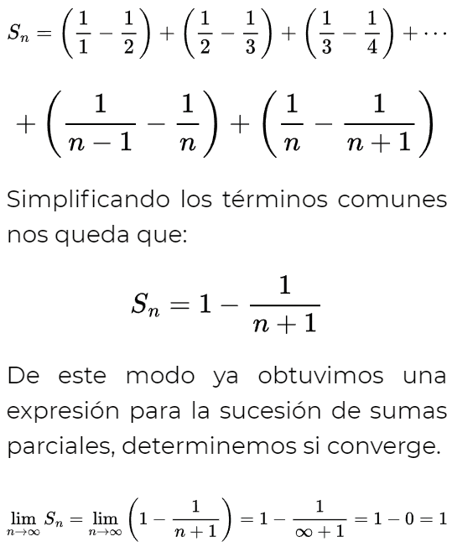 $S_n = \left(\frac{1}{1} - \frac{1}{2}\right) + \left(\frac{1}{2} - \frac{1}{3}\right) + \left(\frac{1}{3} - \frac{1}{4}\right) + \cdots$
$+ \left(\frac{1}{n-1} - \frac{1}{n}\right) + \left(\frac{1}{n} - \frac{1}{n+1}\right)$
Simplificando los términos comunes
nos queda que:
$S_n = 1 - \frac{1}{n+1}$
De este modo ya obtuvimos una
expresión para la sucesión de sumas
parciales, determinemos si converge.
$\lim_{n \to \infty} S_n = \lim_{n \to \infty} \left(1 - \frac{1}{n+1}\right) = 1 - \frac{1}{\infty+1} = 1 - 0 = 1$